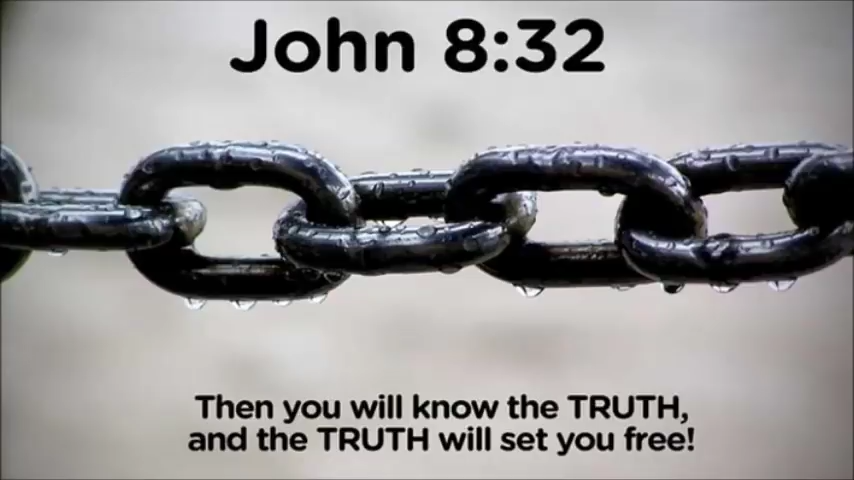 John 8:32
Then you will know the TRUTH,
and the TRUTH will set you free!